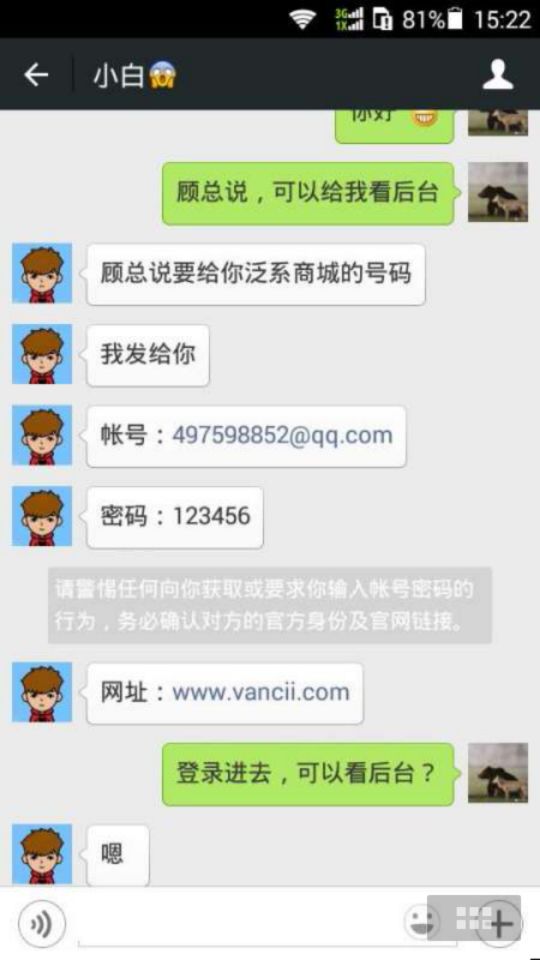 3G
1X
81%
15:22
小白
你好
顾总说，可以给我看后台
顾总说要给你泛系商城的号码
我发给你
帐号：497598852@qq.com
密码：123456
请警惕任何向你获取或要求你输入帐号密码的
行为，务必确认对方的官方身份及官网链接。
网址：www.vancii.com
登录进去，可以看后台？
嗯